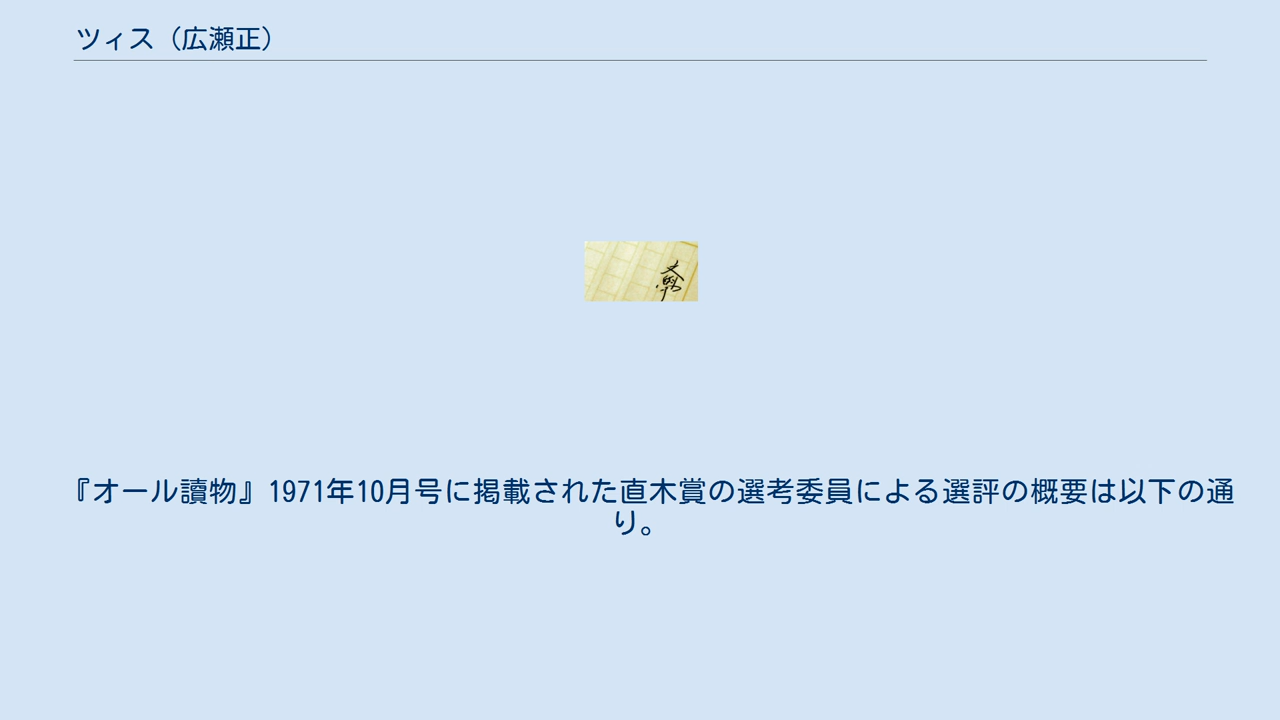 ツィス（広瀬正）
『オール讀物』1971年10月号に掲載された直木賞の選考委員による選評の概要は以下の通
り。